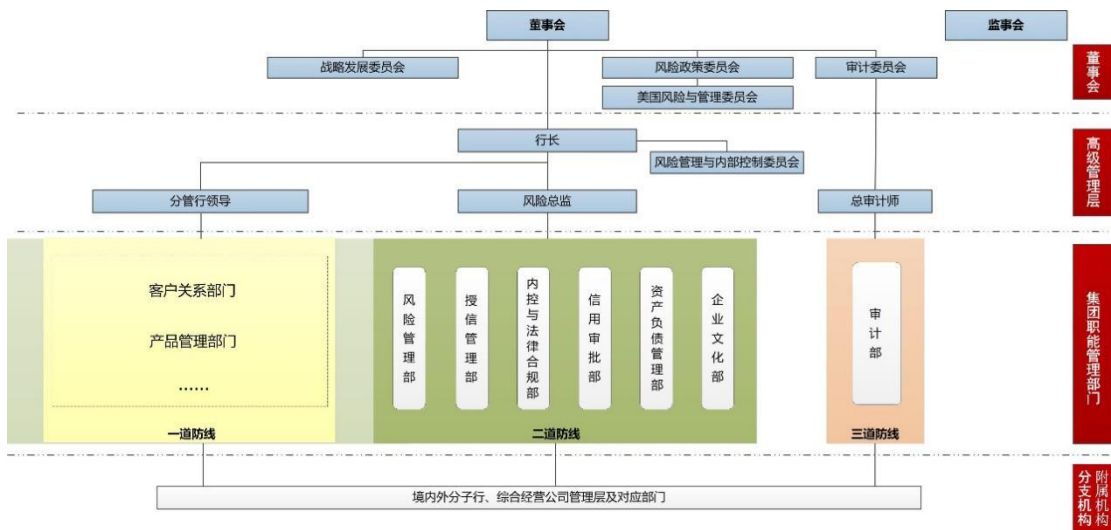 董事会
监事会
战略发展委员会
风险政策委员会
审计委员会
美国风险与管理委员会
董事会
行长
风险管理与内部控制委员会
高级管理层
分管行领导
风险总监
总审计师
客户关系部门
产品管理部门
……
一道防线
风险管理部
授信管理部
内控与法律合规部
信用审批部
资产负债管理部
企业文化部
二道防线
审计部
三道防线
集团职能管理部门
境内外分子行、综合经营公司管理层及对应部门
附属机构
分支机构